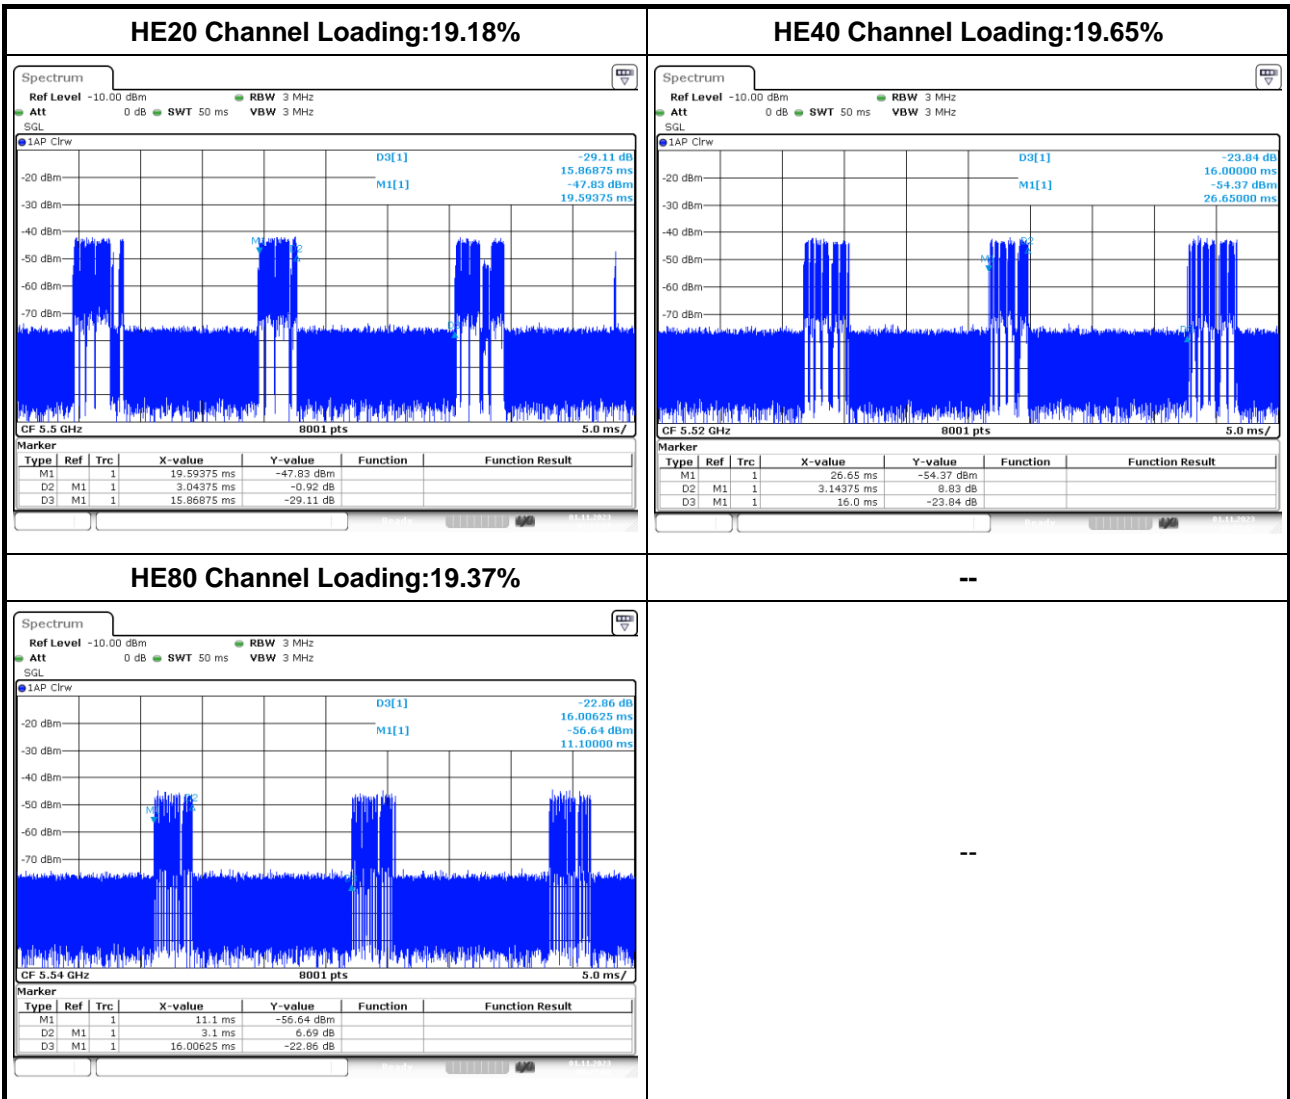 HE20 Channel Loading:19.18%
HE40 Channel Loading:19.65%
Spectrum
Ref Level -10.00 dBm RBW 3 MHz
Att 0 dB SWT 50 ms VBW 3 MHz
SGL
1AP Clrw
D3[1] -29.11 dB
15.86875 ms
M1[1] -47.83 dBm
19.59375 ms
-20 dBm
-30 dBm
-40 dBm
-50 dBm
-60 dBm
-70 dBm
CF 5.5 GHz 8001 pts 5.0 ms/
Marker
Type Ref Trc X-value Y-value Function Function Result
M1 1 19.59375 ms -47.83 dBm
D2 M1 1 3.04375 ms -0.92 dB
D3 M1 1 15.86875 ms -29.11 dB
Ready 01.11.2023
Spectrum
Ref Level -10.00 dBm RBW 3 MHz
Att 0 dB SWT 50 ms VBW 3 MHz
SGL
1AP Clrw
D3[1] -23.84 dB
16.00000 ms
M1[1] -54.37 dBm
26.65000 ms
-20 dBm
-30 dBm
-40 dBm
-50 dBm
-60 dBm
-70 dBm
CF 5.52 GHz 8001 pts 5.0 ms/
Marker
Type Ref Trc X-value Y-value Function Function Result
M1 1 26.65 ms -54.37 dBm
D2 M1 1 3.14375 ms 8.83 dB
D3 M1 1 16.0 ms -23.84 dB
Ready 01.11.2023
HE80 Channel Loading:19.37%
--
Spectrum
Ref Level -10.00 dBm RBW 3 MHz
Att 0 dB SWT 50 ms VBW 3 MHz
SGL
1AP Clrw
D3[1] -22.86 dB
16.00625 ms
M1[1] -56.64 dBm
11.10000 ms
-20 dBm
-30 dBm
-40 dBm
-50 dBm
-60 dBm
-70 dBm
CF 5.54 GHz 8001 pts 5.0 ms/
Marker
Type Ref Trc X-value Y-value Function Function Result
M1 1 11.1 ms -56.64 dBm
D2 M1 1 3.1 ms 6.69 dB
D3 M1 1 16.00625 ms -22.86 dB
Ready 01.11.2023
--